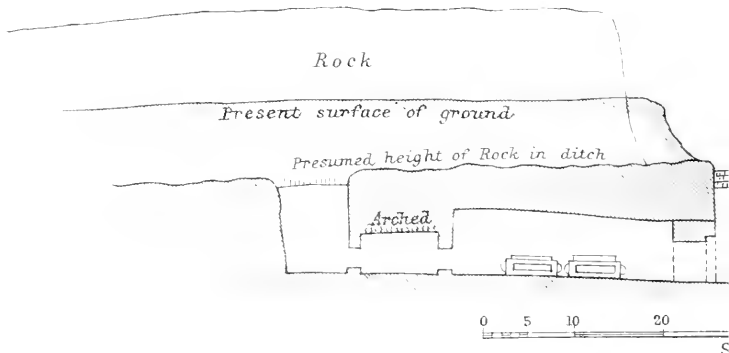 Rock
Present surface of ground
Presumed height of Rock in ditch
Arched
0 5 10 20
S